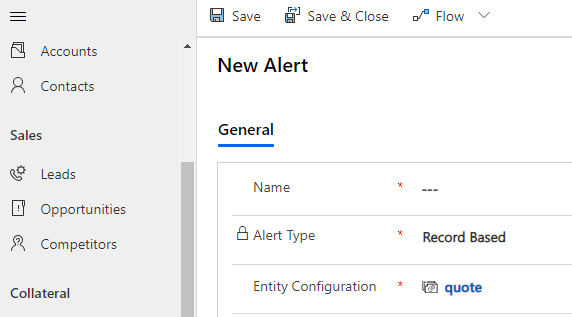 Save
Save & Close
Flow
Accounts
Contacts
Sales
Leads
Opportunities
Competitors
Collateral
New Alert
General
Name * ---
Alert Type * Record Based
Entity Configuration * quote